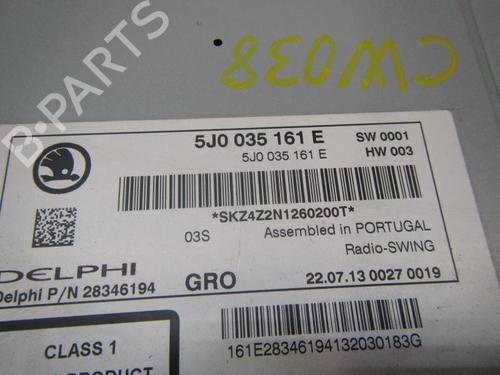 CW038
B-PARTS
5J0 035 161 E SW 0001
5J0 035 161 E HW 003
*SKZ4Z2N1260200T*
03S Assembled in PORTUGAL
Radio-SWING
DELPHI
Delphi P/N 28346194 GRO 22.07.13 0027 0019
CLASS 1
PRODUCT
161E28346194132030183G